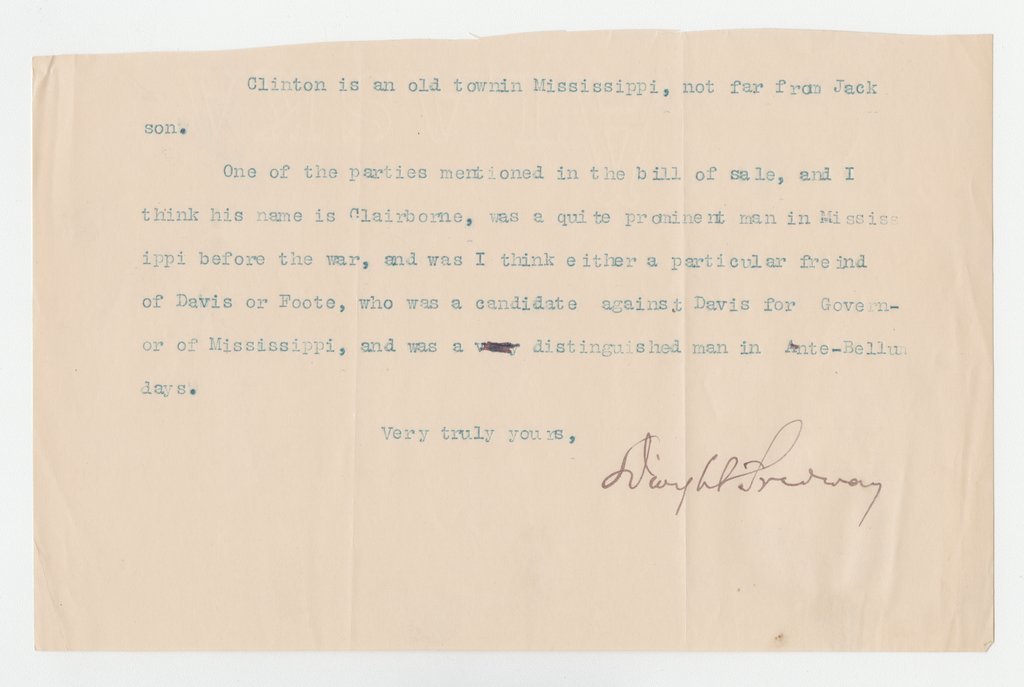 Clinton is an old townin Mississippi, not far from Jack
son.
One of the parties mentioned in the bill of sale, and I
think his name is Clairborne, was a quite prominent man in Mississ
ippi before the war, and was I think either a particular freind
of Davis or Foote, who was a candidate against Davis for Govern-
or of Mississippi, and was a very distinguished man in Ante-Bellum
days.
Very truly yours,
Dwight Tredway